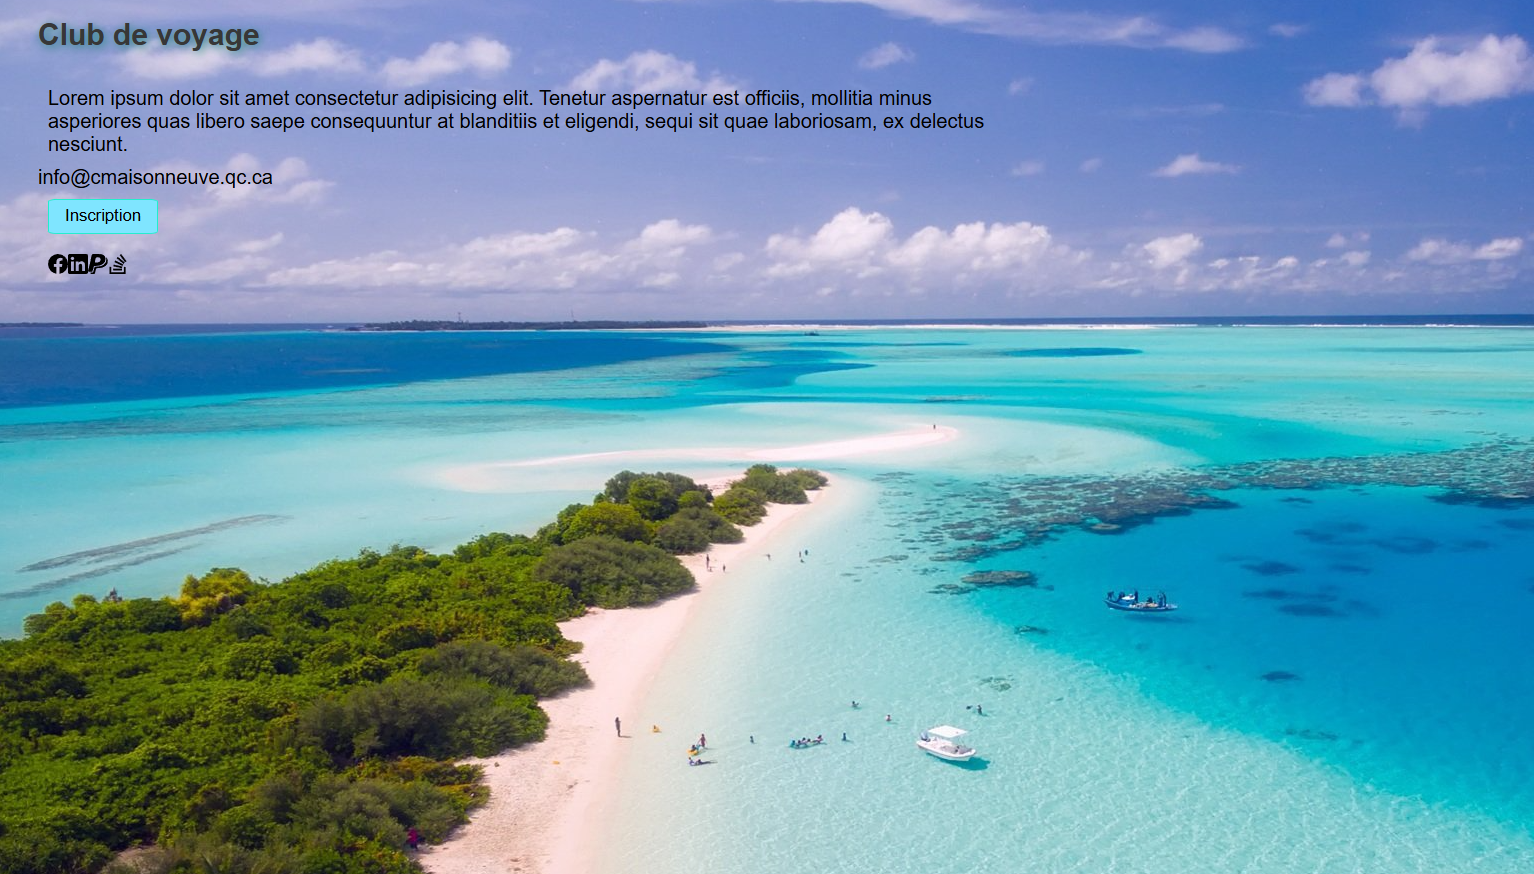 Club de voyage
Lorem ipsum dolor sit amet consectetur adipisicing elit. Tenetur aspernatur est officiis, mollitia minus
asperiores quas libero saepe consequuntur at blanditiis et eligendi, sequi sit quae laboriosam, ex delectus
nesciunt.
info@cmaisonneuve.qc.ca
Inscription